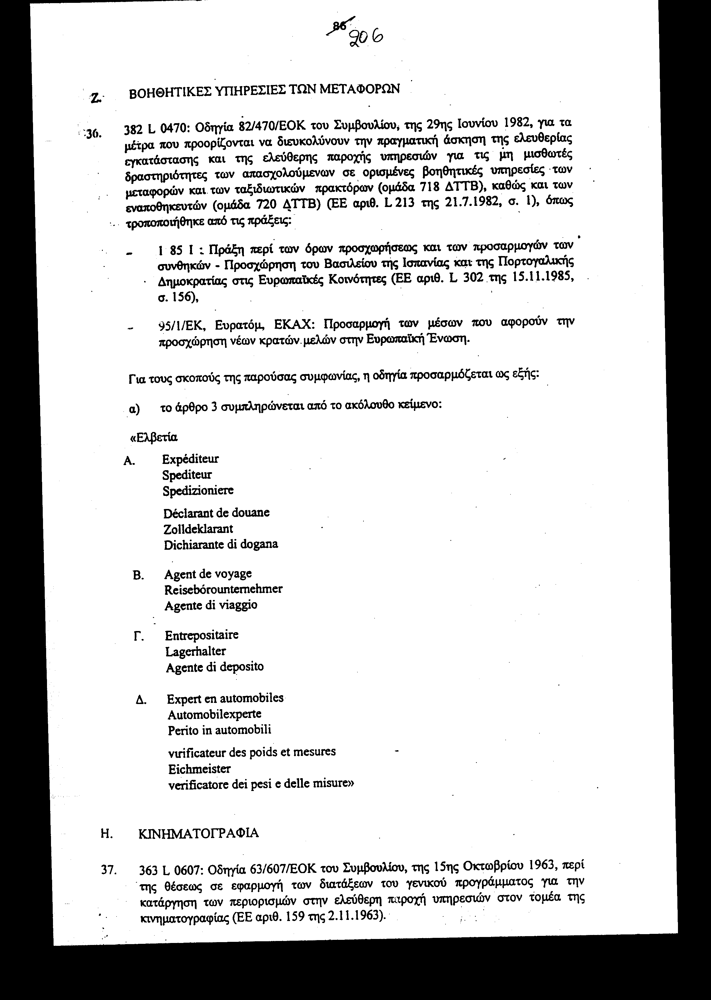 86 206
Ζ. ΒΟΗΘΗΤΙΚΕΣ ΥΠΗΡΕΣΙΕΣ ΤΩΝ ΜΕΤΑΦΟΡΩΝ
36. 382 L 0470: Οδηγία 82/470/ΕΟΚ του Συμβουλίου, της 29ης Ιουνίου 1982, για τα
μέτρα που προορίζονται να διευκολύνουν την πραγματική άσκηση της ελευθερίας
εγκατάστασης και της ελεύθερης παροχής υπηρεσιών για τις μη μισθωτές
δραστηριότητες των απασχολούμενων σε ορισμένες βοηθητικές υπηρεσίες των
μεταφορών και των ταξιδιωτικών πρακτόρων (ομάδα 718 ΔΤΤΒ), καθώς και των
εναποθηκευτών (ομάδα 720 ΔΤΤΒ) (ΕΕ αριθ. L 213 της 21.7.1982, σ. 1), όπως
τροποποιήθηκε από τις πράξεις:
- 1 85 I : Πράξη περί των όρων προσχωρήσεως και των προσαρμογών των
συνθηκών - Προσχώρηση του Βασιλείου της Ισπανίας και της Πορτογαλικής
Δημοκρατίας στις Ευρωπαϊκές Κοινότητες (ΕΕ αριθ. L 302 της 15.11.1985,
σ. 156),
- 95/1/ΕΚ, Ευρατόμ, ΕΚΑΧ: Προσαρμογή των μέσων που αφορούν την
προσχώρηση νέων κρατών μελών στην Ευρωπαϊκή Ένωση.
Για τους σκοπούς της παρούσας συμφωνίας, η οδηγία προσαρμόζεται ως εξής:
α) το άρθρο 3 συμπληρώνεται από το ακόλουθο κείμενο:
«Ελβετία
Α. Expéditeur
Spediteur
Spedizioniere
Déclarant de douane
Zolldeklarant
Dichiarante di dogana
Β. Agent de voyage
Reisebόrounternehmer
Agente di viaggio
Γ. Entrepositaire
Lagerhalter
Agente di deposito
Δ. Expert en automobiles
Automobilexperte
Perito in automobili
vιrificateur des poids et mesures
Eichmeister
verificatore dei pesi e delle misure»
Η. ΚΙΝΗΜΑΤΟΓΡΑΦΙΑ
37. 363 L 0607: Οδηγία 63/607/ΕΟΚ του Συμβουλίου, της 15ης Οκτωβρίου 1963, περί
της θέσεως σε εφαρμογή των διατάξεων του γενικού προγράμματος για την
κατάργηση των περιορισμών στην ελεύθερη παροχή υπηρεσιών στον τομέα της
κινηματογραφίας (ΕΕ αριθ. 159 της 2.11.1963).